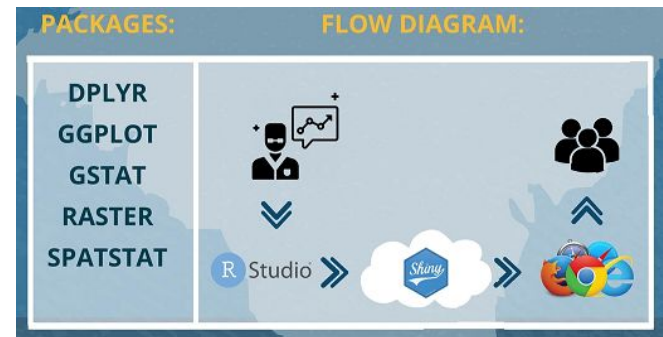 PACKAGES:
FLOW DIAGRAM:
DPLYR
GGPLOT
GSTAT
RASTER
SPATSTAT
R Studio
Shiny